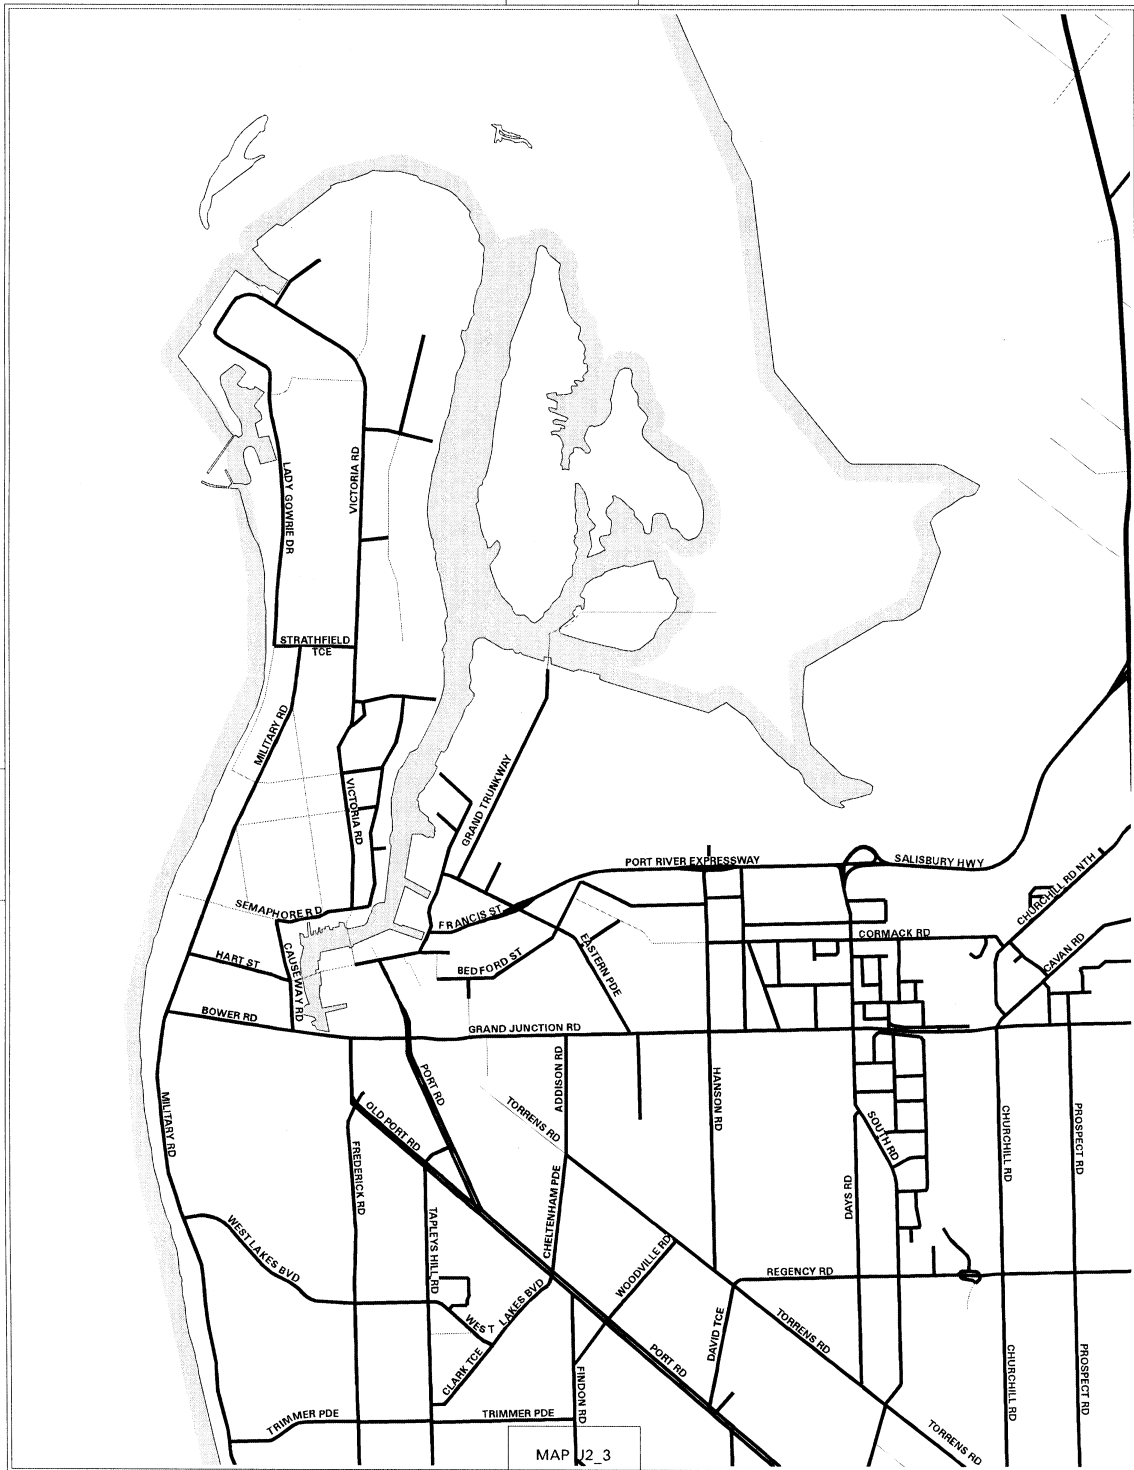 LADY GOWRIE DR
VICTORIA RD
STRATHFIELD
TCE
MILITARY RD
VICTORIA RD
GRAND TRUNKWAY
PORT RIVER EXPRESSWAY
SALISBURY HWY
CHURCHILL RD NTH
SEMAPHORE RD
FRANCIS ST
CORMACK RD
CAVAN RD
HART ST
CAUSEWAY RD
BEDFORD ST
EASTERN PDE
BOWER RD
GRAND JUNCTION RD
MILITARY RD
PORT RD
OLD PORT RD
ADDISON RD
TORRENS RD
HANSON RD
SOUTH RD
CHURCHILL RD
PROSPECT RD
FREDERICK RD
TAPLEYS HILL RD
CHELTENHAM PDE
DAYS RD
WEST LAKES BVD
WOODVILLE RD
REGENCY RD
WEST LAKES BVD
CLARK TCE
DAVID TCE
TORRENS RD
PORT RD
FINDON RD
CHURCHILL RD
PROSPECT RD
TRIMMER PDE
TRIMMER PDE
TORRENS RD
MAP U2_3